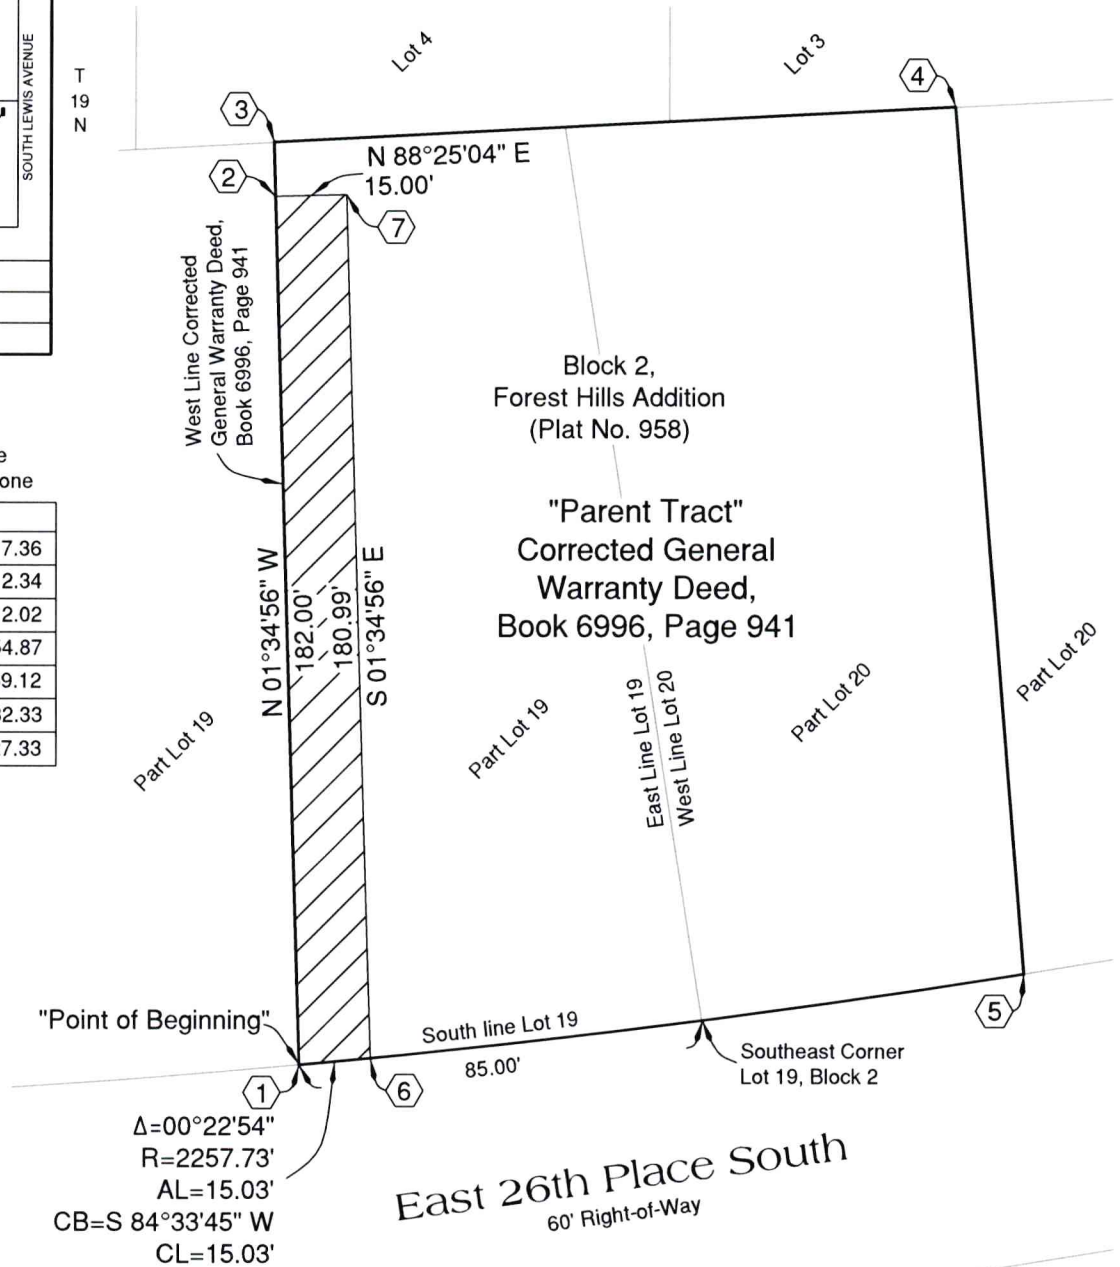 SOUTH LEWIS AVENUE
T
19
N
Lot 4
Lot 3
4
3
2
N 88°25'04" E
15.00'
7
West Line Corrected
General Warranty Deed,
Book 6996, Page 941
Block 2,
Forest Hills Addition
(Plat No. 958)
"Parent Tract"
Corrected General
Warranty Deed,
Book 6996, Page 941
one
7.36
2.34
2.02
4.87
9.12
2.33
7.33
N 01°34'56" W
182.00'
180.99'
S 01°34'56" E
Part Lot 19
Part Lot 19
East Line Lot 19
West Line Lot 20
Part Lot 20
Part Lot 20
"Point of Beginning"
South line Lot 19
85.00'
5
Southeast Corner
Lot 19, Block 2
1
6
Δ=00°22'54"
R=2257.73'
AL=15.03'
CB=S 84°33'45" W
CL=15.03'
East 26th Place South
60' Right-of-Way